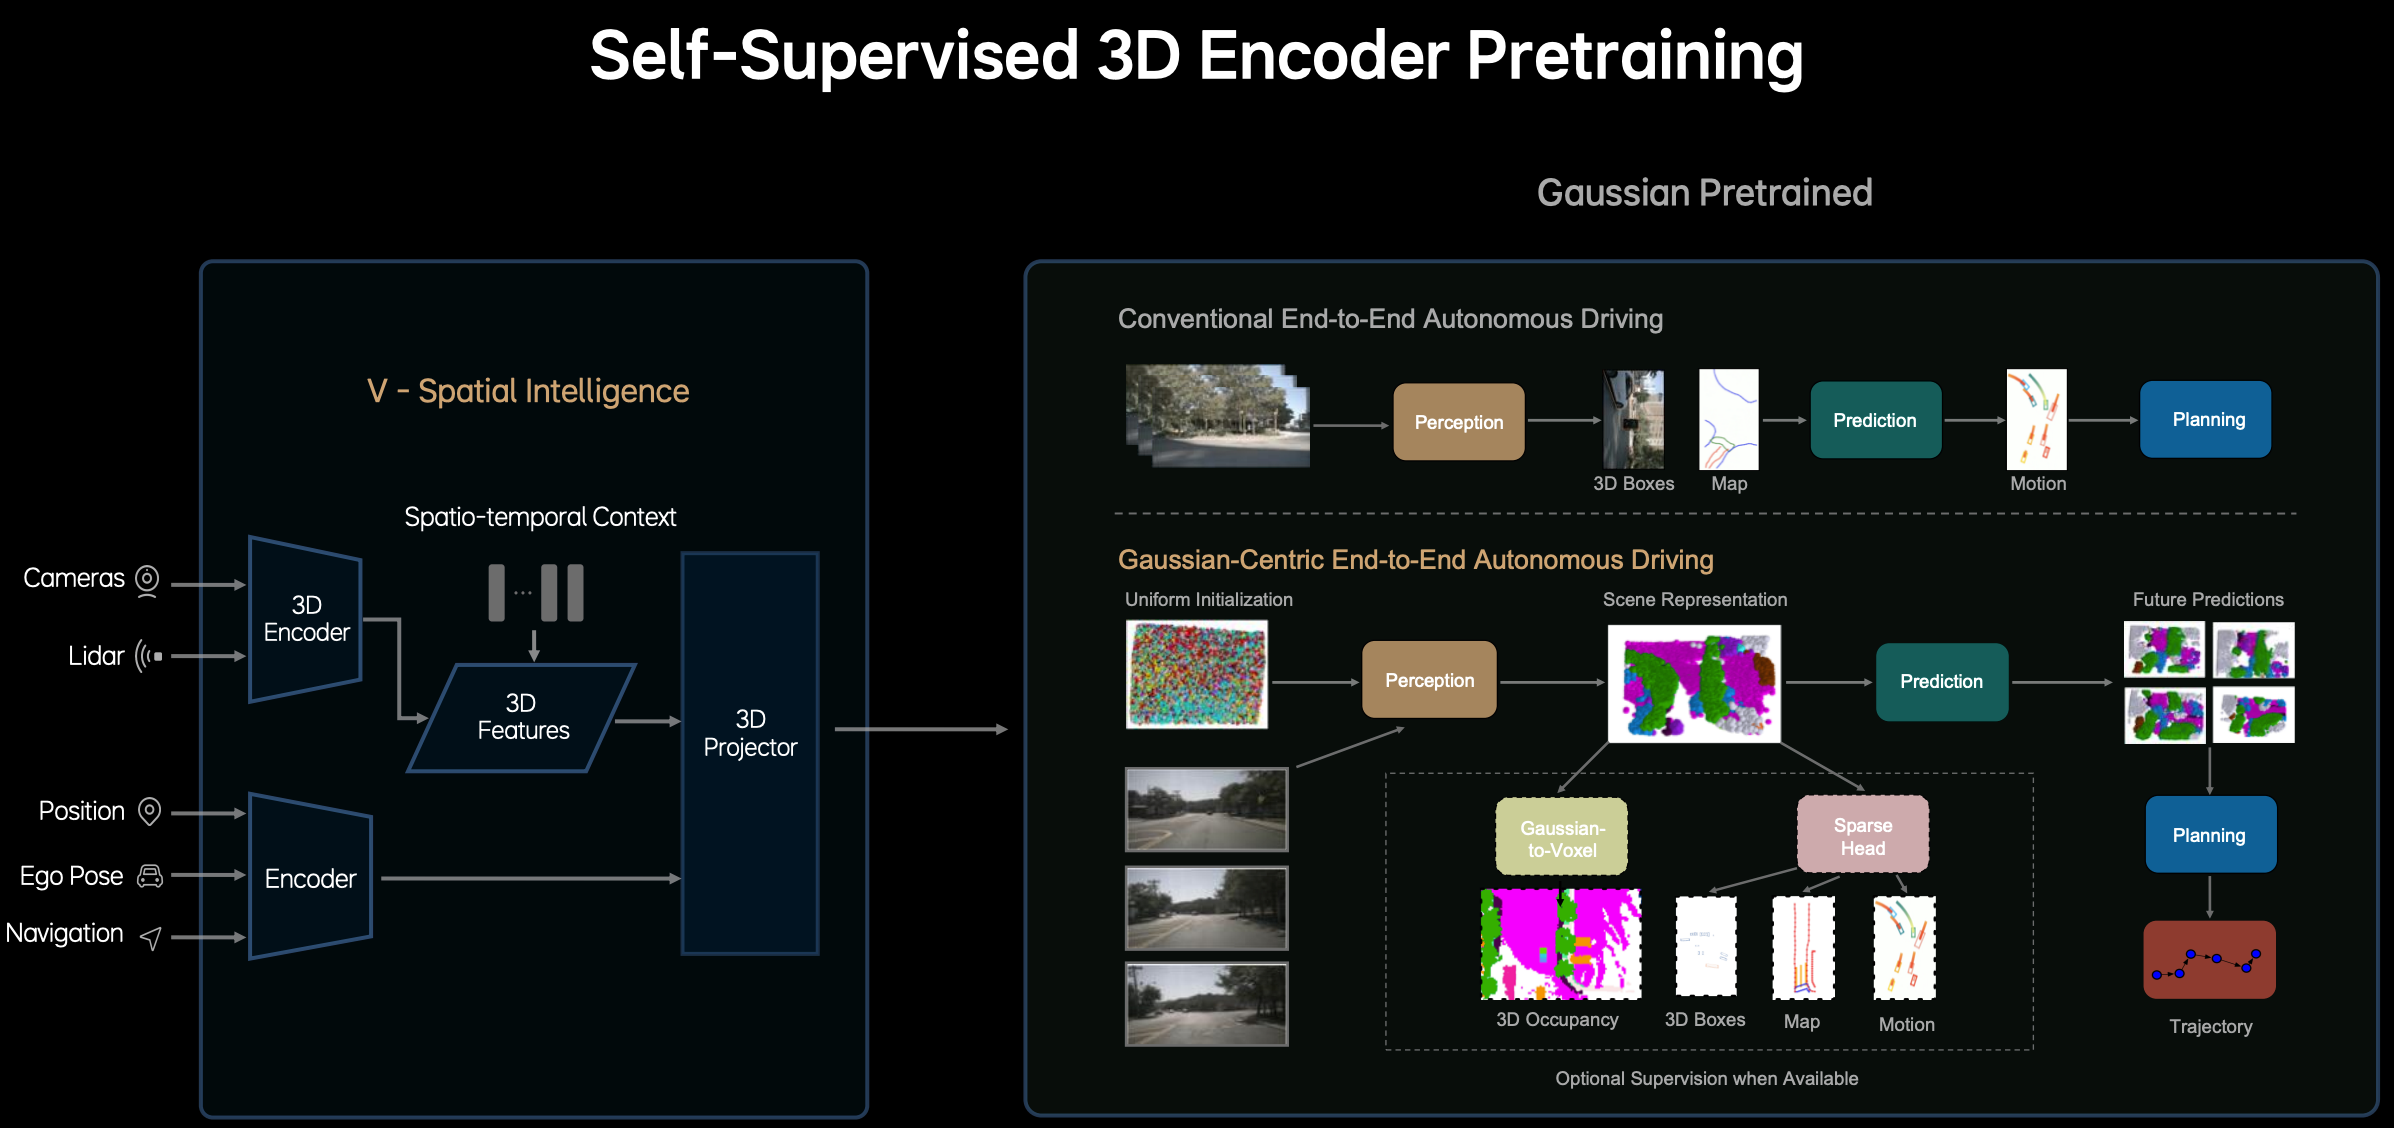 Self-Supervised 3D Encoder Pretraining
Gaussian Pretrained
V - Spatial Intelligence
Spatio-temporal Context
Cameras
Lidar
3D
Encoder
3D
Features
3D
Projector
Position
Ego Pose
Navigation
Encoder
Conventional End-to-End Autonomous Driving
Perception
3D Boxes
Map
Prediction
Motion
Planning
Gaussian-Centric End-to-End Autonomous Driving
Uniform Initialization
Scene Representation
Future Predictions
Perception
Prediction
Gaussian-
to-Voxel
Sparse
Head
Planning
3D Occupancy
3D Boxes
Map
Motion
Trajectory
Optional Supervision when Available